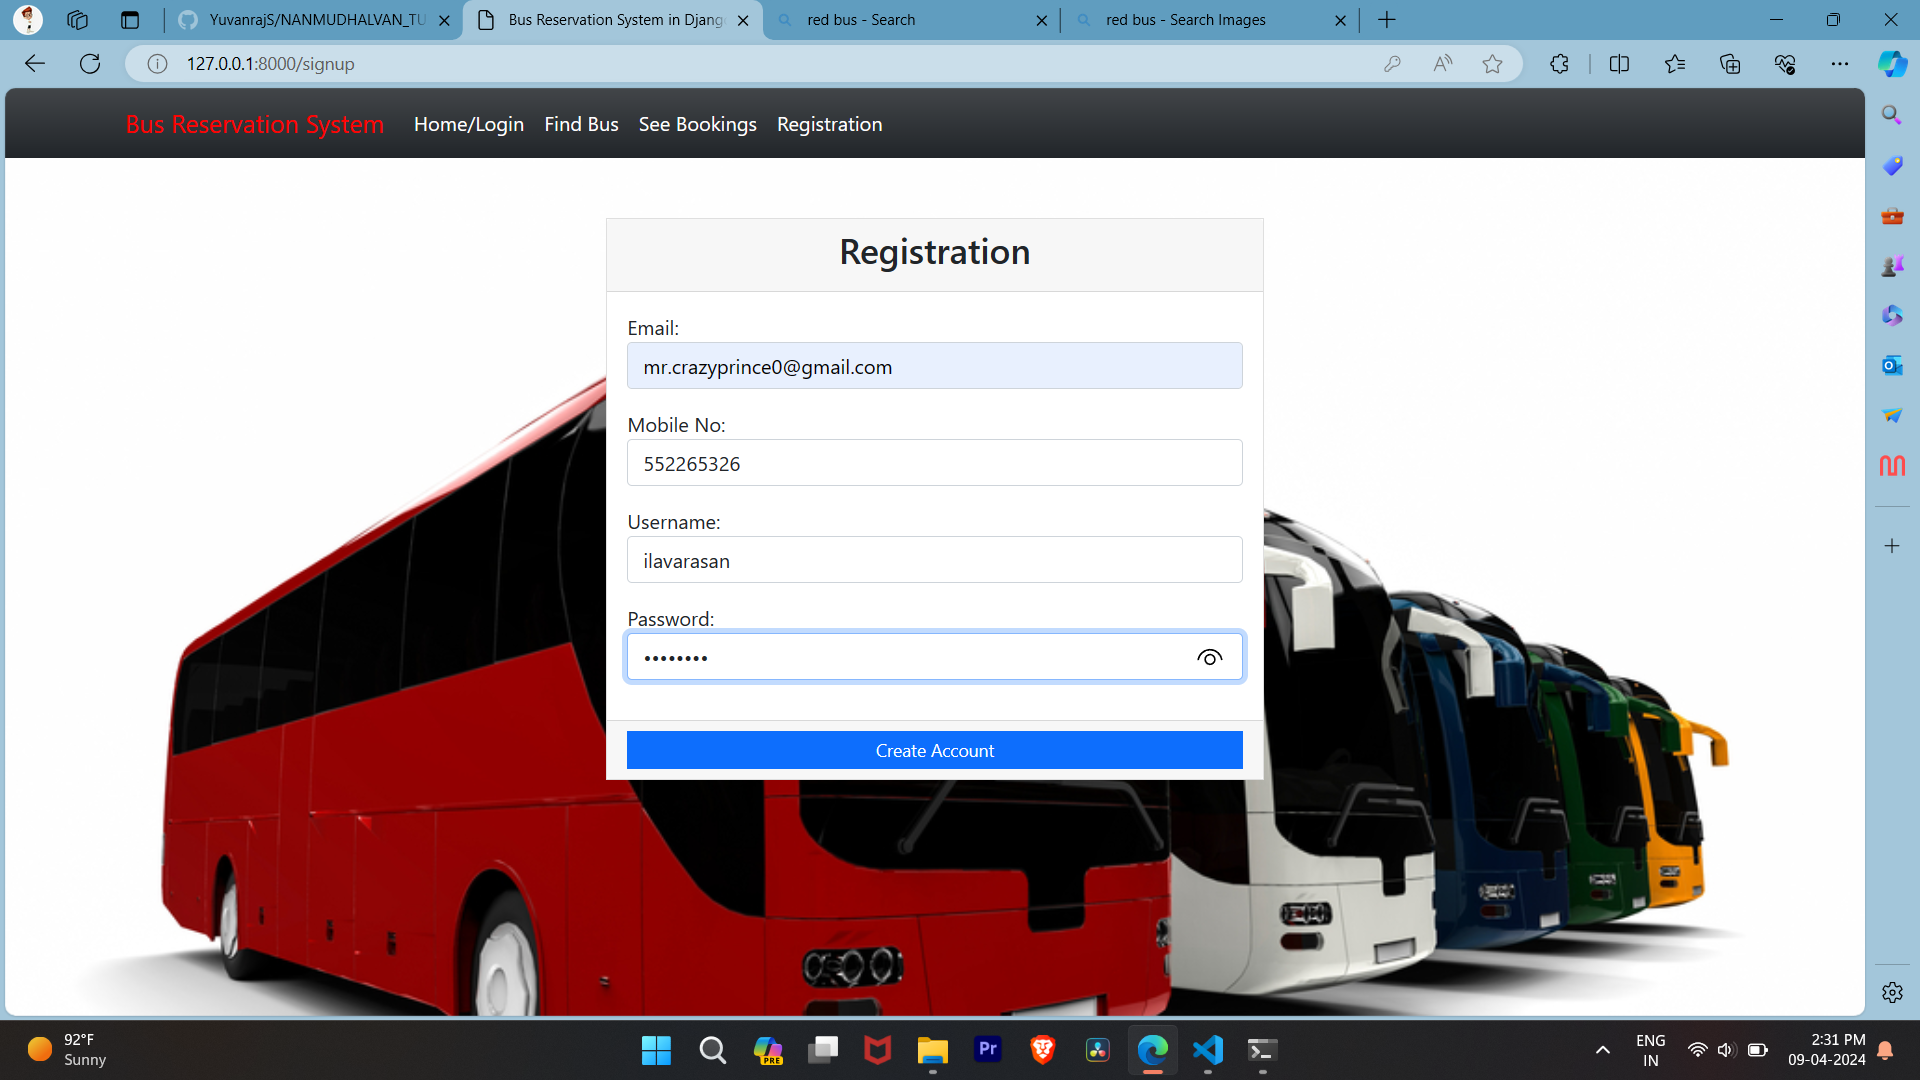 YuvanrajS/NANMUDHALVAN_TU
Bus Reservation System in Djang
red bus - Search
red bus - Search Images
127.0.0.1:8000/signup
Bus Reservation System
Home/Login
Find Bus
See Bookings
Registration
Registration
Email:
mr.crazyprince0@gmail.com
Mobile No:
552265326
Username:
ilavarasan
Password:
••••••••
Create Account
92°F
Sunny
PRE
Pr
ENG
IN
2:31 PM
09-04-2024